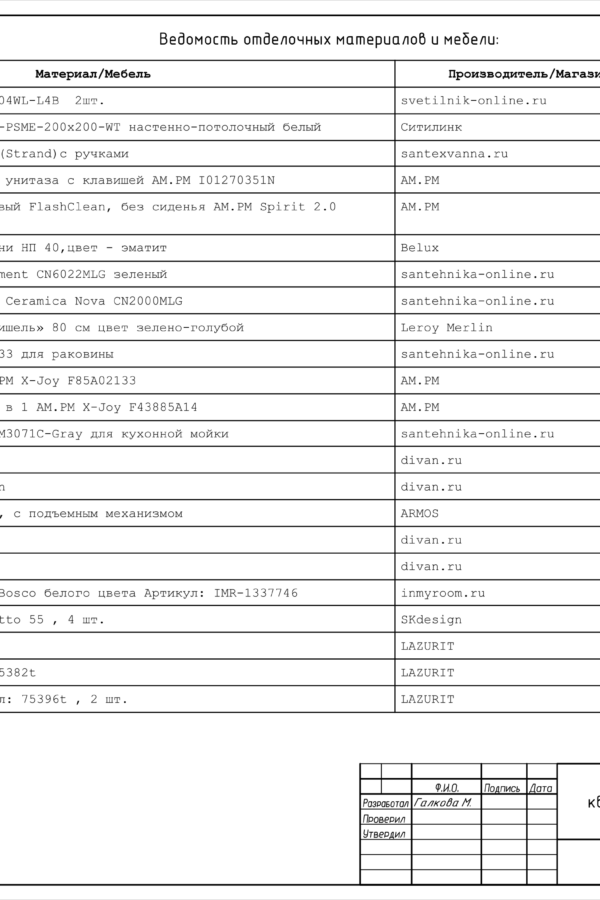 Ведомость отделочных материалов и мебели:
Материал/Мебель Производитель/Магази
04WL-L4B 2шт. svetilnik-online.ru
-PSME-200x200-WT настенно-потолочный белый Ситилинк
(Strand)с ручками santexvanna.ru
унитаза с клавишей AM.PM I01270351N AM.PM
вый FlashClean, без сиденья AM.PM Spirit 2.0 AM.PM
ни НП 40,цвет - эматит Belux
ment CN6022MLG зеленый santehnika-online.ru
Ceramica Nova CN2000MLG santehnika-online.ru
ишель» 80 см цвет зелено-голубой Leroy Merlin
33 для раковины santehnika-online.ru
PM X-Joy F85A02133 AM.PM
в 1 AM.PM X-Joy F43885A14 AM.PM
M3071C-Gray для кухонной мойки santehnika-online.ru
divan.ru
n divan.ru
, с подъемным механизмом ARMOS
divan.ru
divan.ru
Bosco белого цвета Артикул: IMR-1337746 inmyroom.ru
tto 55 , 4 шт. SKdesign
LAZURIT
5382t LAZURIT
л: 75396t , 2 шт. LAZURIT
Ф.И.О. Подпись Дата
Разработал Галкова М.
кв
Проверил
Утвердил